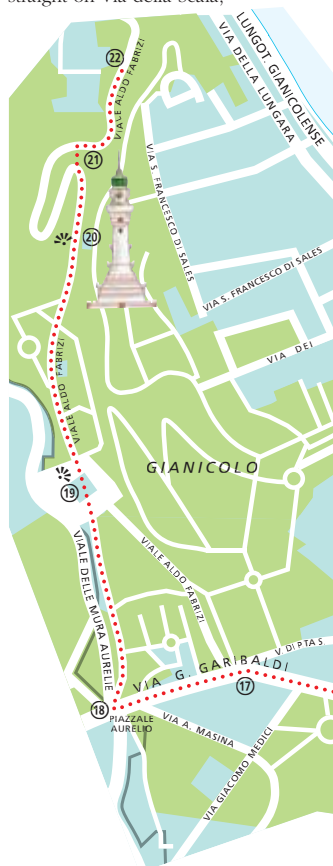 straight on Via della Scala,
LUNGOT. GIANICOLENSE
VIA DELLA LUNGARA
22
VIALE ALDO FABRIZI
21
VIA S. FRANCESCO DI SALES
20
VIA S. FRANCESCO DI SALES
VIA DEI
VIALE ALDO FABRIZI
GIANICOLO
19
VIALE ALDO FABRIZI
VIALE DELLE MURA AURELIE
V. DIPTAS
VIA G. GARIBALDI
17
18
PIAZZALE
AURELIO
VIA A. MASINA
VIA GIACOMO MEDICI
L